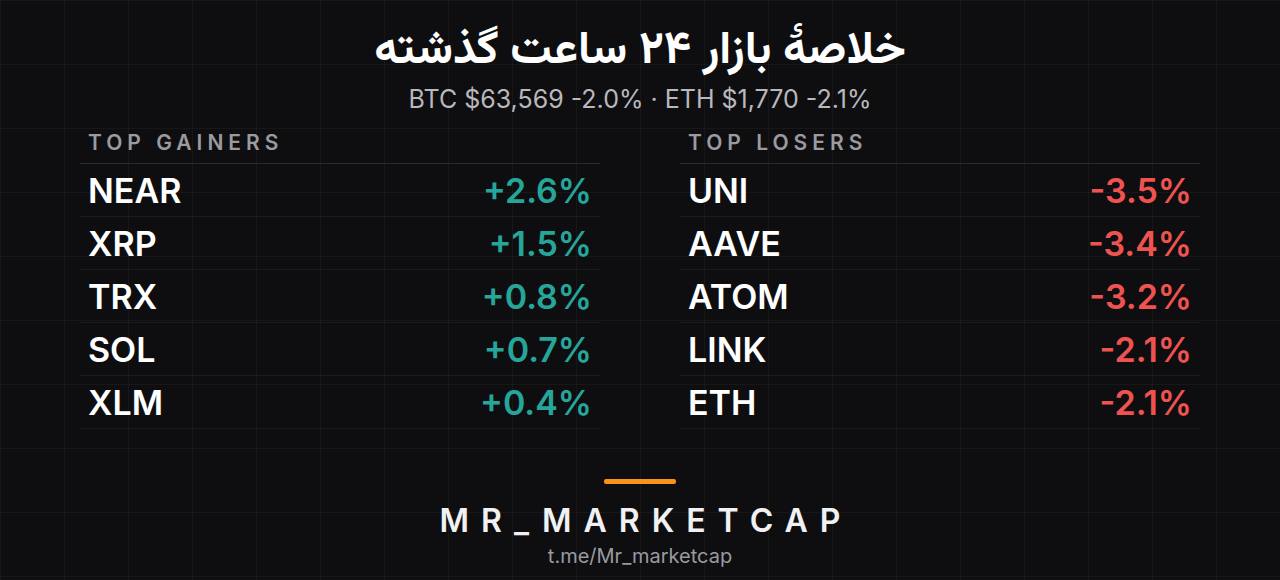 خلاصهٔ بازار ۲۴ ساعت گذشته
BTC $63,569 -2.0% · ETH $1,770 -2.1%
TOP GAINERS
NEAR +2.6%
XRP +1.5%
TRX +0.8%
SOL +0.7%
XLM +0.4%
TOP LOSERS
UNI -3.5%
AAVE -3.4%
ATOM -3.2%
LINK -2.1%
ETH -2.1%
MR_MARKETCAP
t.me/Mr_marketcap